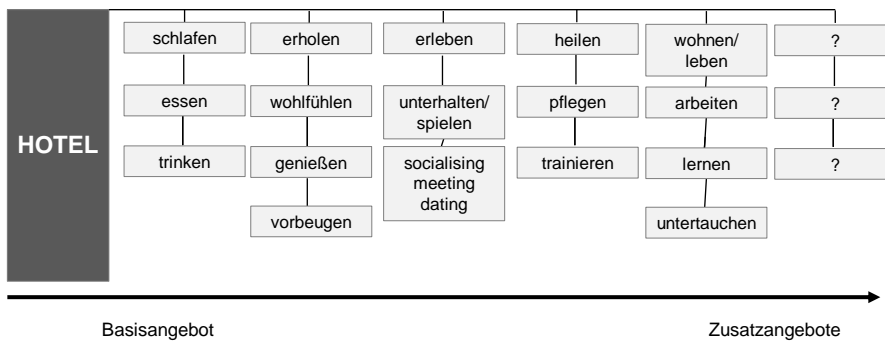 HOTEL
schlafen
essen
trinken
erholen
wohlfühlen
genießen
vorbeugen
erleben
unterhalten/
spielen
socialising
meeting
dating
heilen
pflegen
trainieren
wohnen/
leben
arbeiten
lernen
untertauchen
?
?
?
Basisangebot
Zusatzangebote